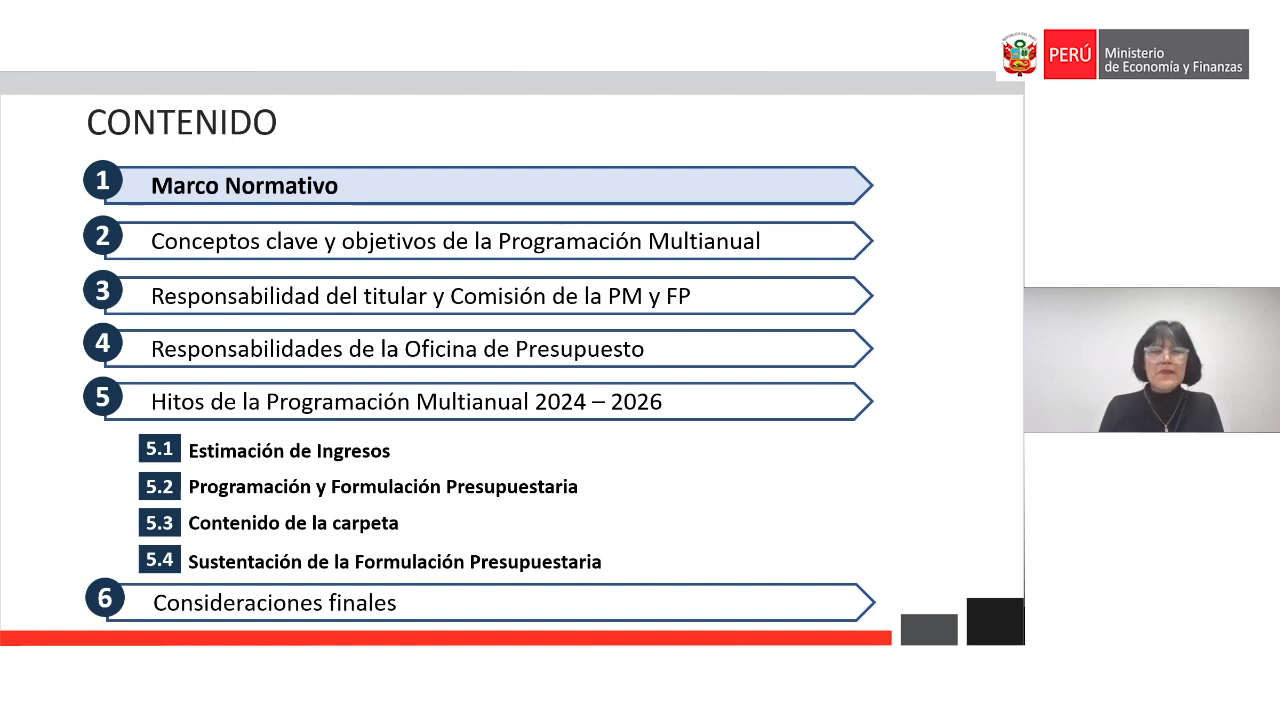 REPÚBLICA DEL PERÚ
PERÚ
Ministerio
de Economía y Finanzas
CONTENIDO
1 Marco Normativo
2 Conceptos clave y objetivos de la Programación Multianual
3 Responsabilidad del titular y Comisión de la PM y FP
4 Responsabilidades de la Oficina de Presupuesto
5 Hitos de la Programación Multianual 2024 – 2026
5.1 Estimación de Ingresos
5.2 Programación y Formulación Presupuestaria
5.3 Contenido de la carpeta
5.4 Sustentación de la Formulación Presupuestaria
6 Consideraciones finales